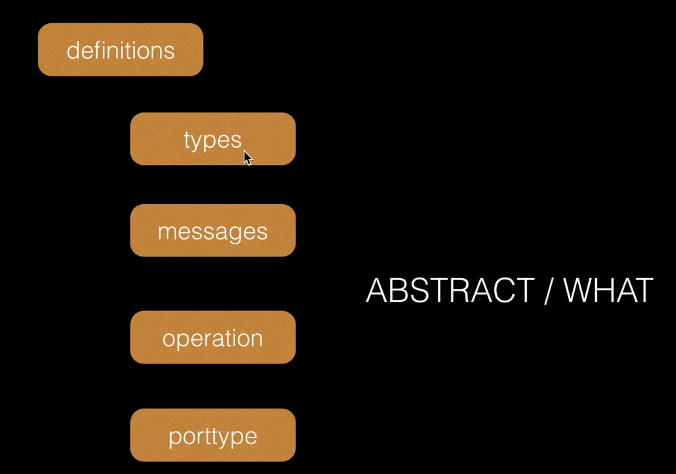 definitions
types
messages
ABSTRACT / WHAT
operation
porttype